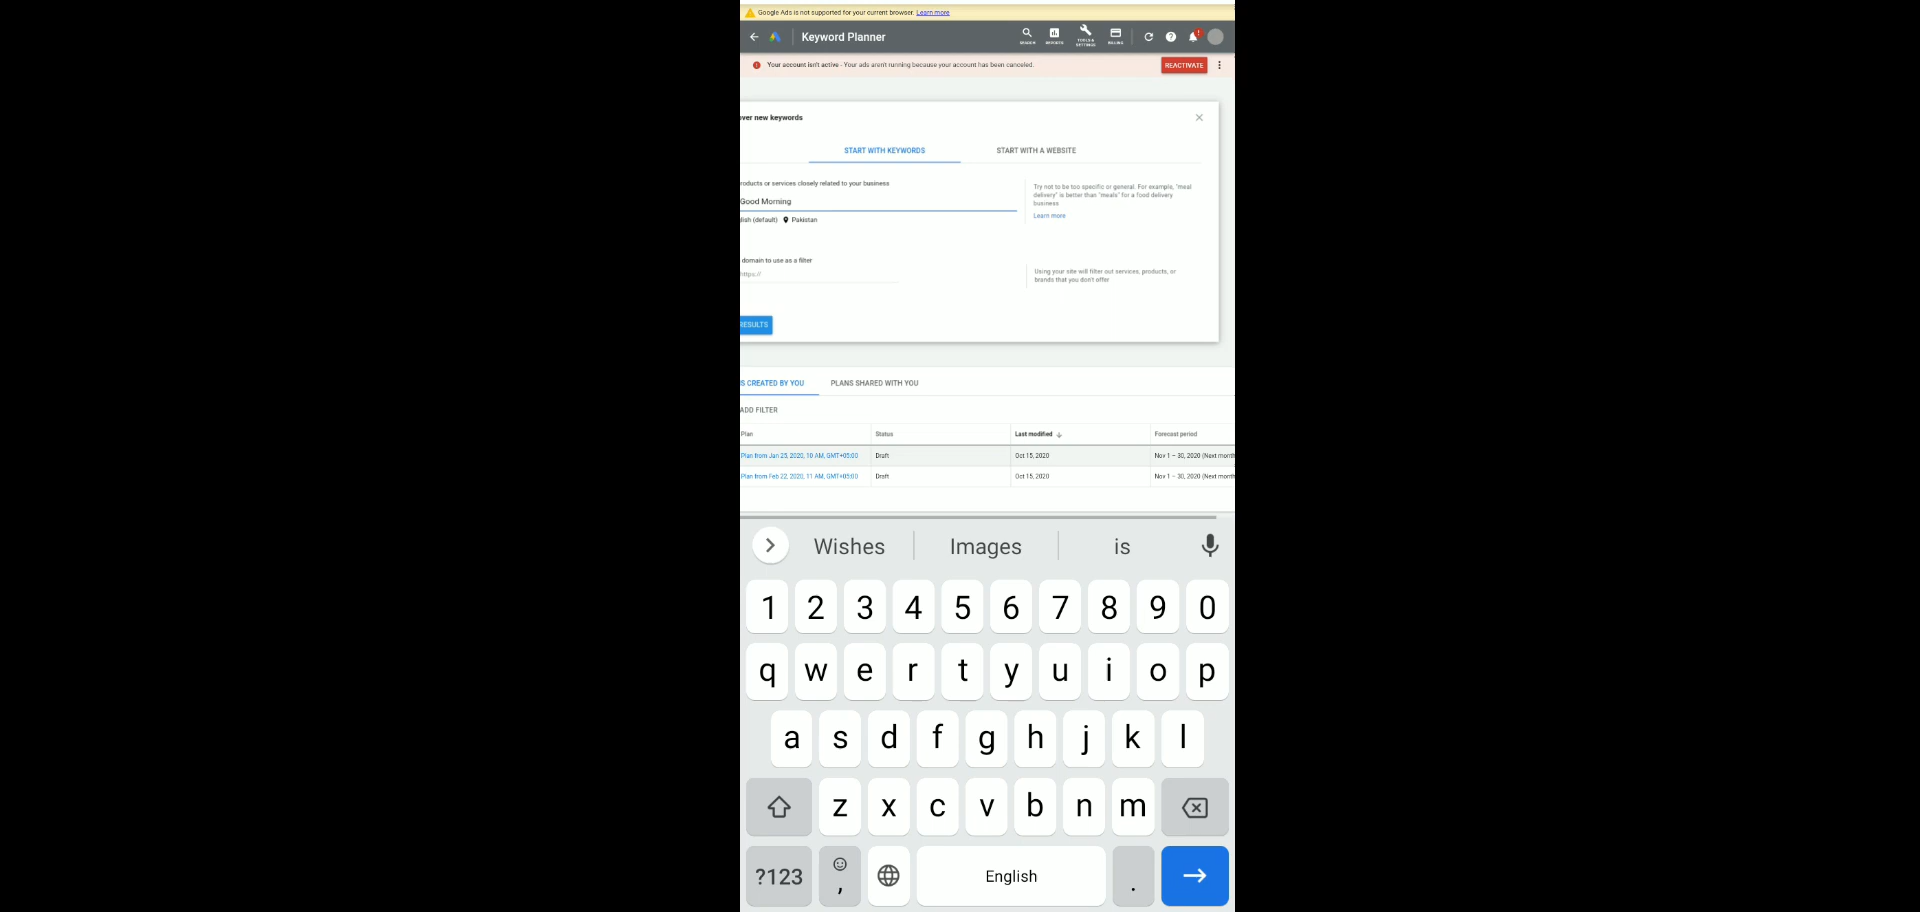 Google Ads is not supported for your current browser. Learn more
Keyword Planner
SEARCH REPORTS TOOLS & SETTINGS BILLING
Your account isn't active - Your ads aren't running because your account has been canceled. REACTIVATE
ver new keywords
START WITH KEYWORDS START WITH A WEBSITE
roducts or services closely related to your business
Good Morning
lish (default) Pakistan
Try not to be too specific or general. For example, "meal
delivery" is better than "meals" for a food delivery
business
Learn more
domain to use as a filter
https://
Using your site will filter out services, products, or
brands that you don't offer
RESULTS
S CREATED BY YOU PLANS SHARED WITH YOU
ADD FILTER
Plan Status Last modified Forecast period
Plan from Jan 25, 2020, 10 AM, GMT+05:00 Draft Oct 15, 2020 Nov 1 – 30, 2020 (Next month
Plan from Feb 22, 2020, 11 AM, GMT+05:00 Draft Oct 15, 2020 Nov 1 – 30, 2020 (Next month
Wishes Images is
1 2 3 4 5 6 7 8 9 0
q w e r t y u i o p
a s d f g h j k l
z x c v b n m
?123 , English .